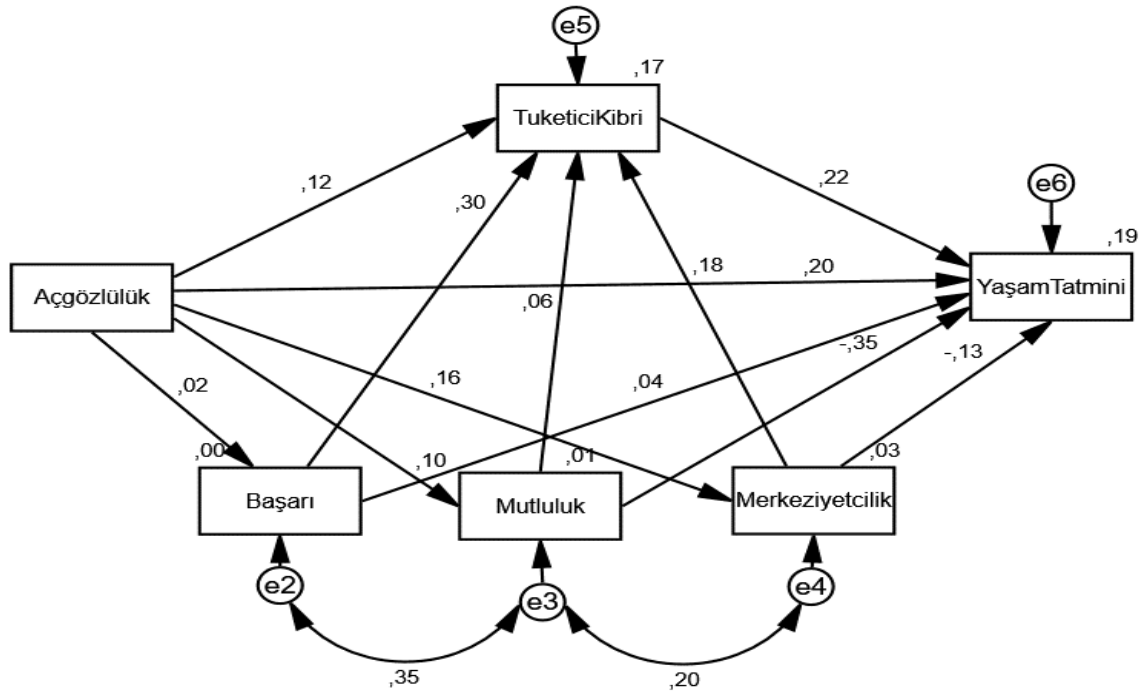 e5
,17
TuketiciKibri
,12
,30
,22
e6
,19
Açgözlülük
,18
,20
YaşamTatmini
,06
-,35
-,13
,02
,16
,04
,00
,10
,01
,03
Başarı
Mutluluk
Merkeziyetcilik
e2
e3
e4
,35
,20